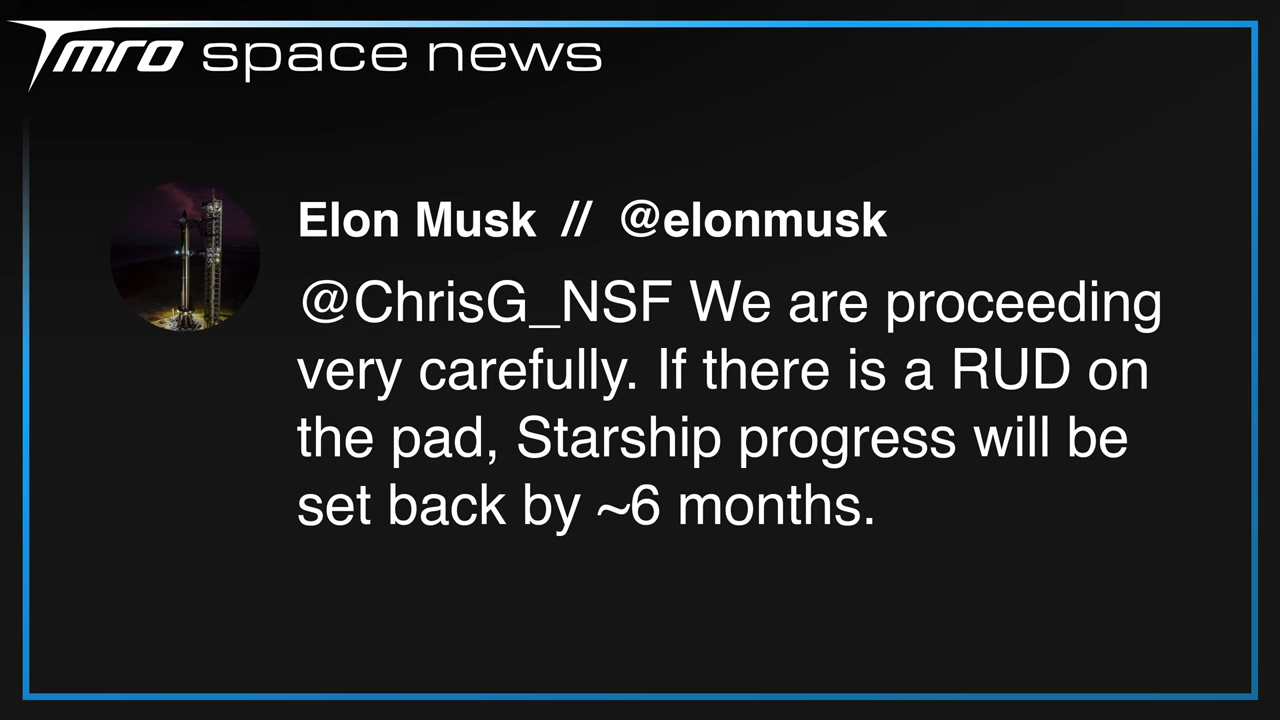 Tmro space news
Elon Musk // @elonmusk
@ChrisG_NSF We are proceeding
very carefully. If there is a RUD on
the pad, Starship progress will be
set back by ~6 months.